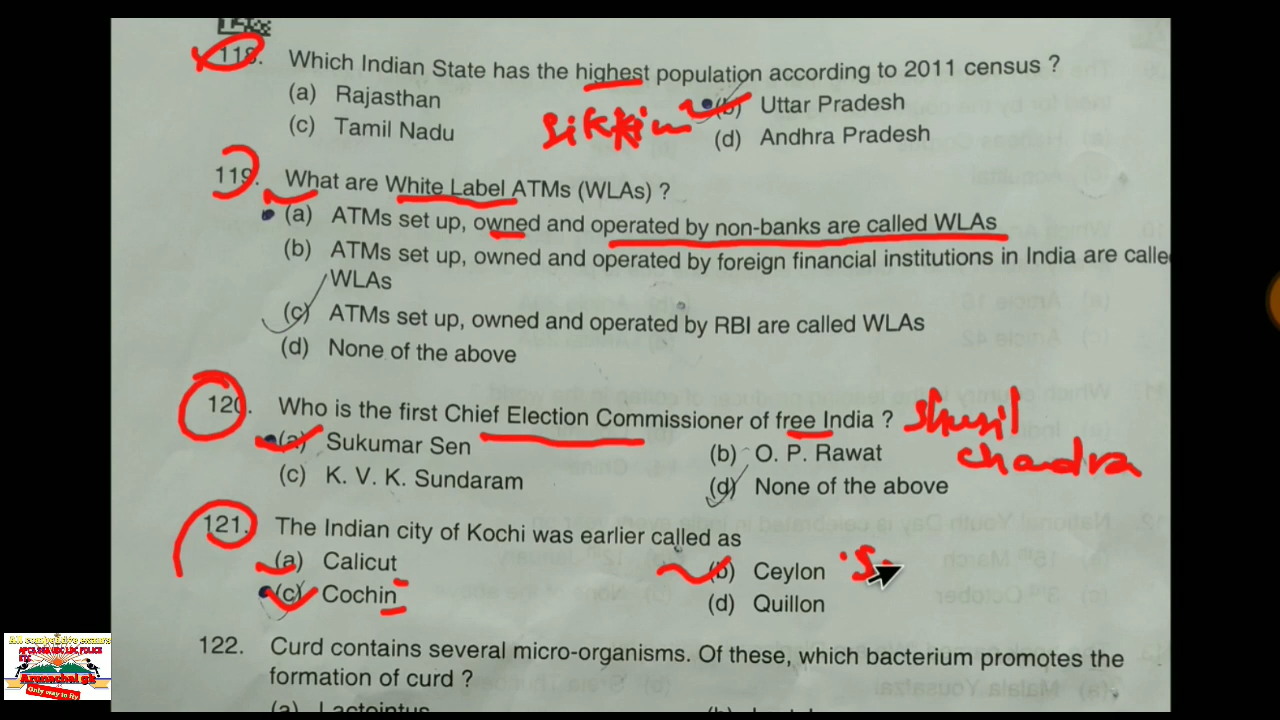 118. Which Indian State has the highest population according to 2011 census ?
(a) Rajasthan
(b) Uttar Pradesh
(c) Tamil Nadu
sikkim
(d) Andhra Pradesh
119. What are White Label ATMs (WLAs) ?
(a) ATMs set up, owned and operated by non-banks are called WLAs
(b) ATMs set up, owned and operated by foreign financial institutions in India are calle
WLAs
(c) ATMs set up, owned and operated by RBI are called WLAs
(d) None of the above
120. Who is the first Chief Election Commissioner of free India ?
Shusil
chandra
(a) Sukumar Sen
(b) O. P. Rawat
(c) K. V. K. Sundaram
(d) None of the above
121. The Indian city of Kochi was earlier called as
(a) Calicut
(b) Ceylon
(c) Cochin
(d) Quillon
122. Curd contains several micro-organisms. Of these, which bacterium promotes the
formation of curd ?
(a) Lactointus
Arunachal gk
Only way to fly